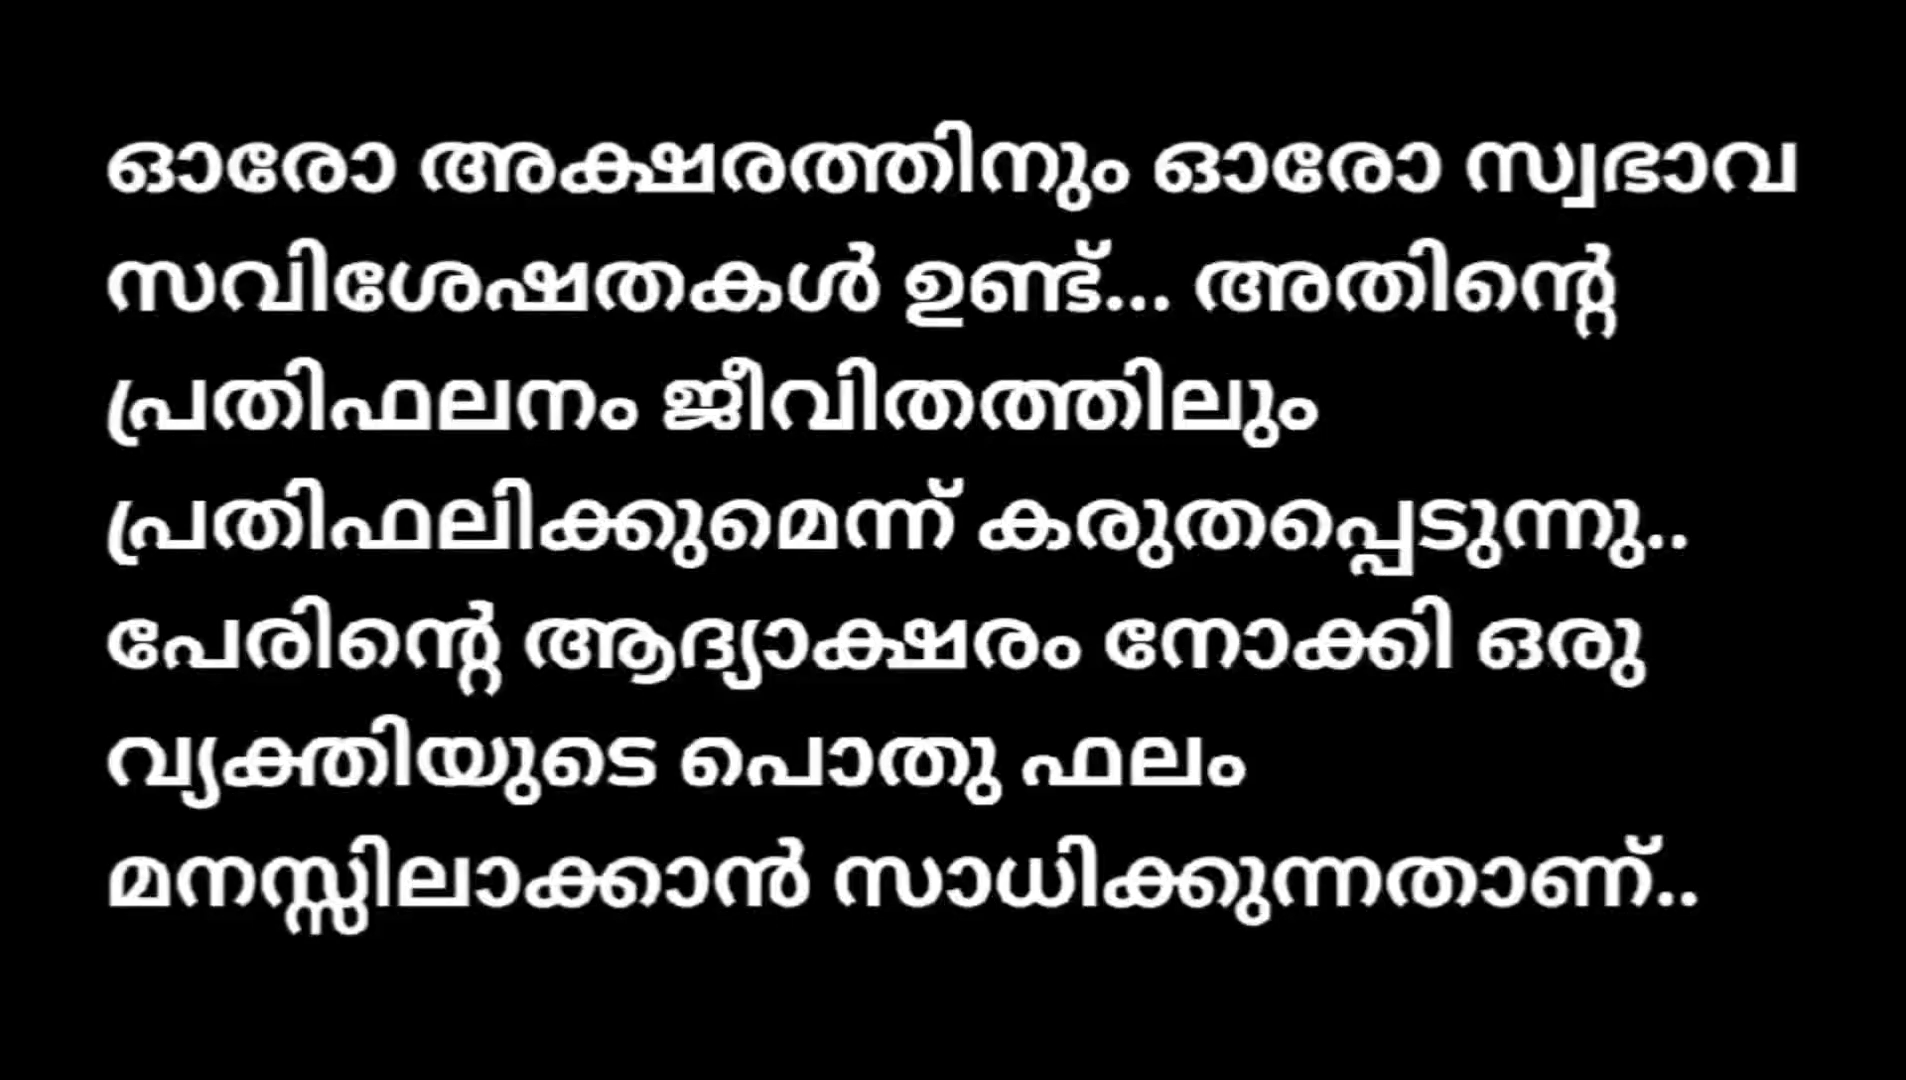 ഓരോ അക്ഷരത്തിനും ഓരോ സ്വഭാവ
സവിശേഷതകൾ ഉണ്ട്... അതിന്റെ
പ്രതിഫലനം ജീവിതത്തിലും
പ്രതിഫലിക്കുമെന്ന് കരുതപ്പെടുന്നു..
പേരിന്റെ ആദ്യാക്ഷരം നോക്കി ഒരു
വ്യക്തിയുടെ പൊതു ഫലം
മനസ്സിലാക്കാൻ സാധിക്കുന്നതാണ്..